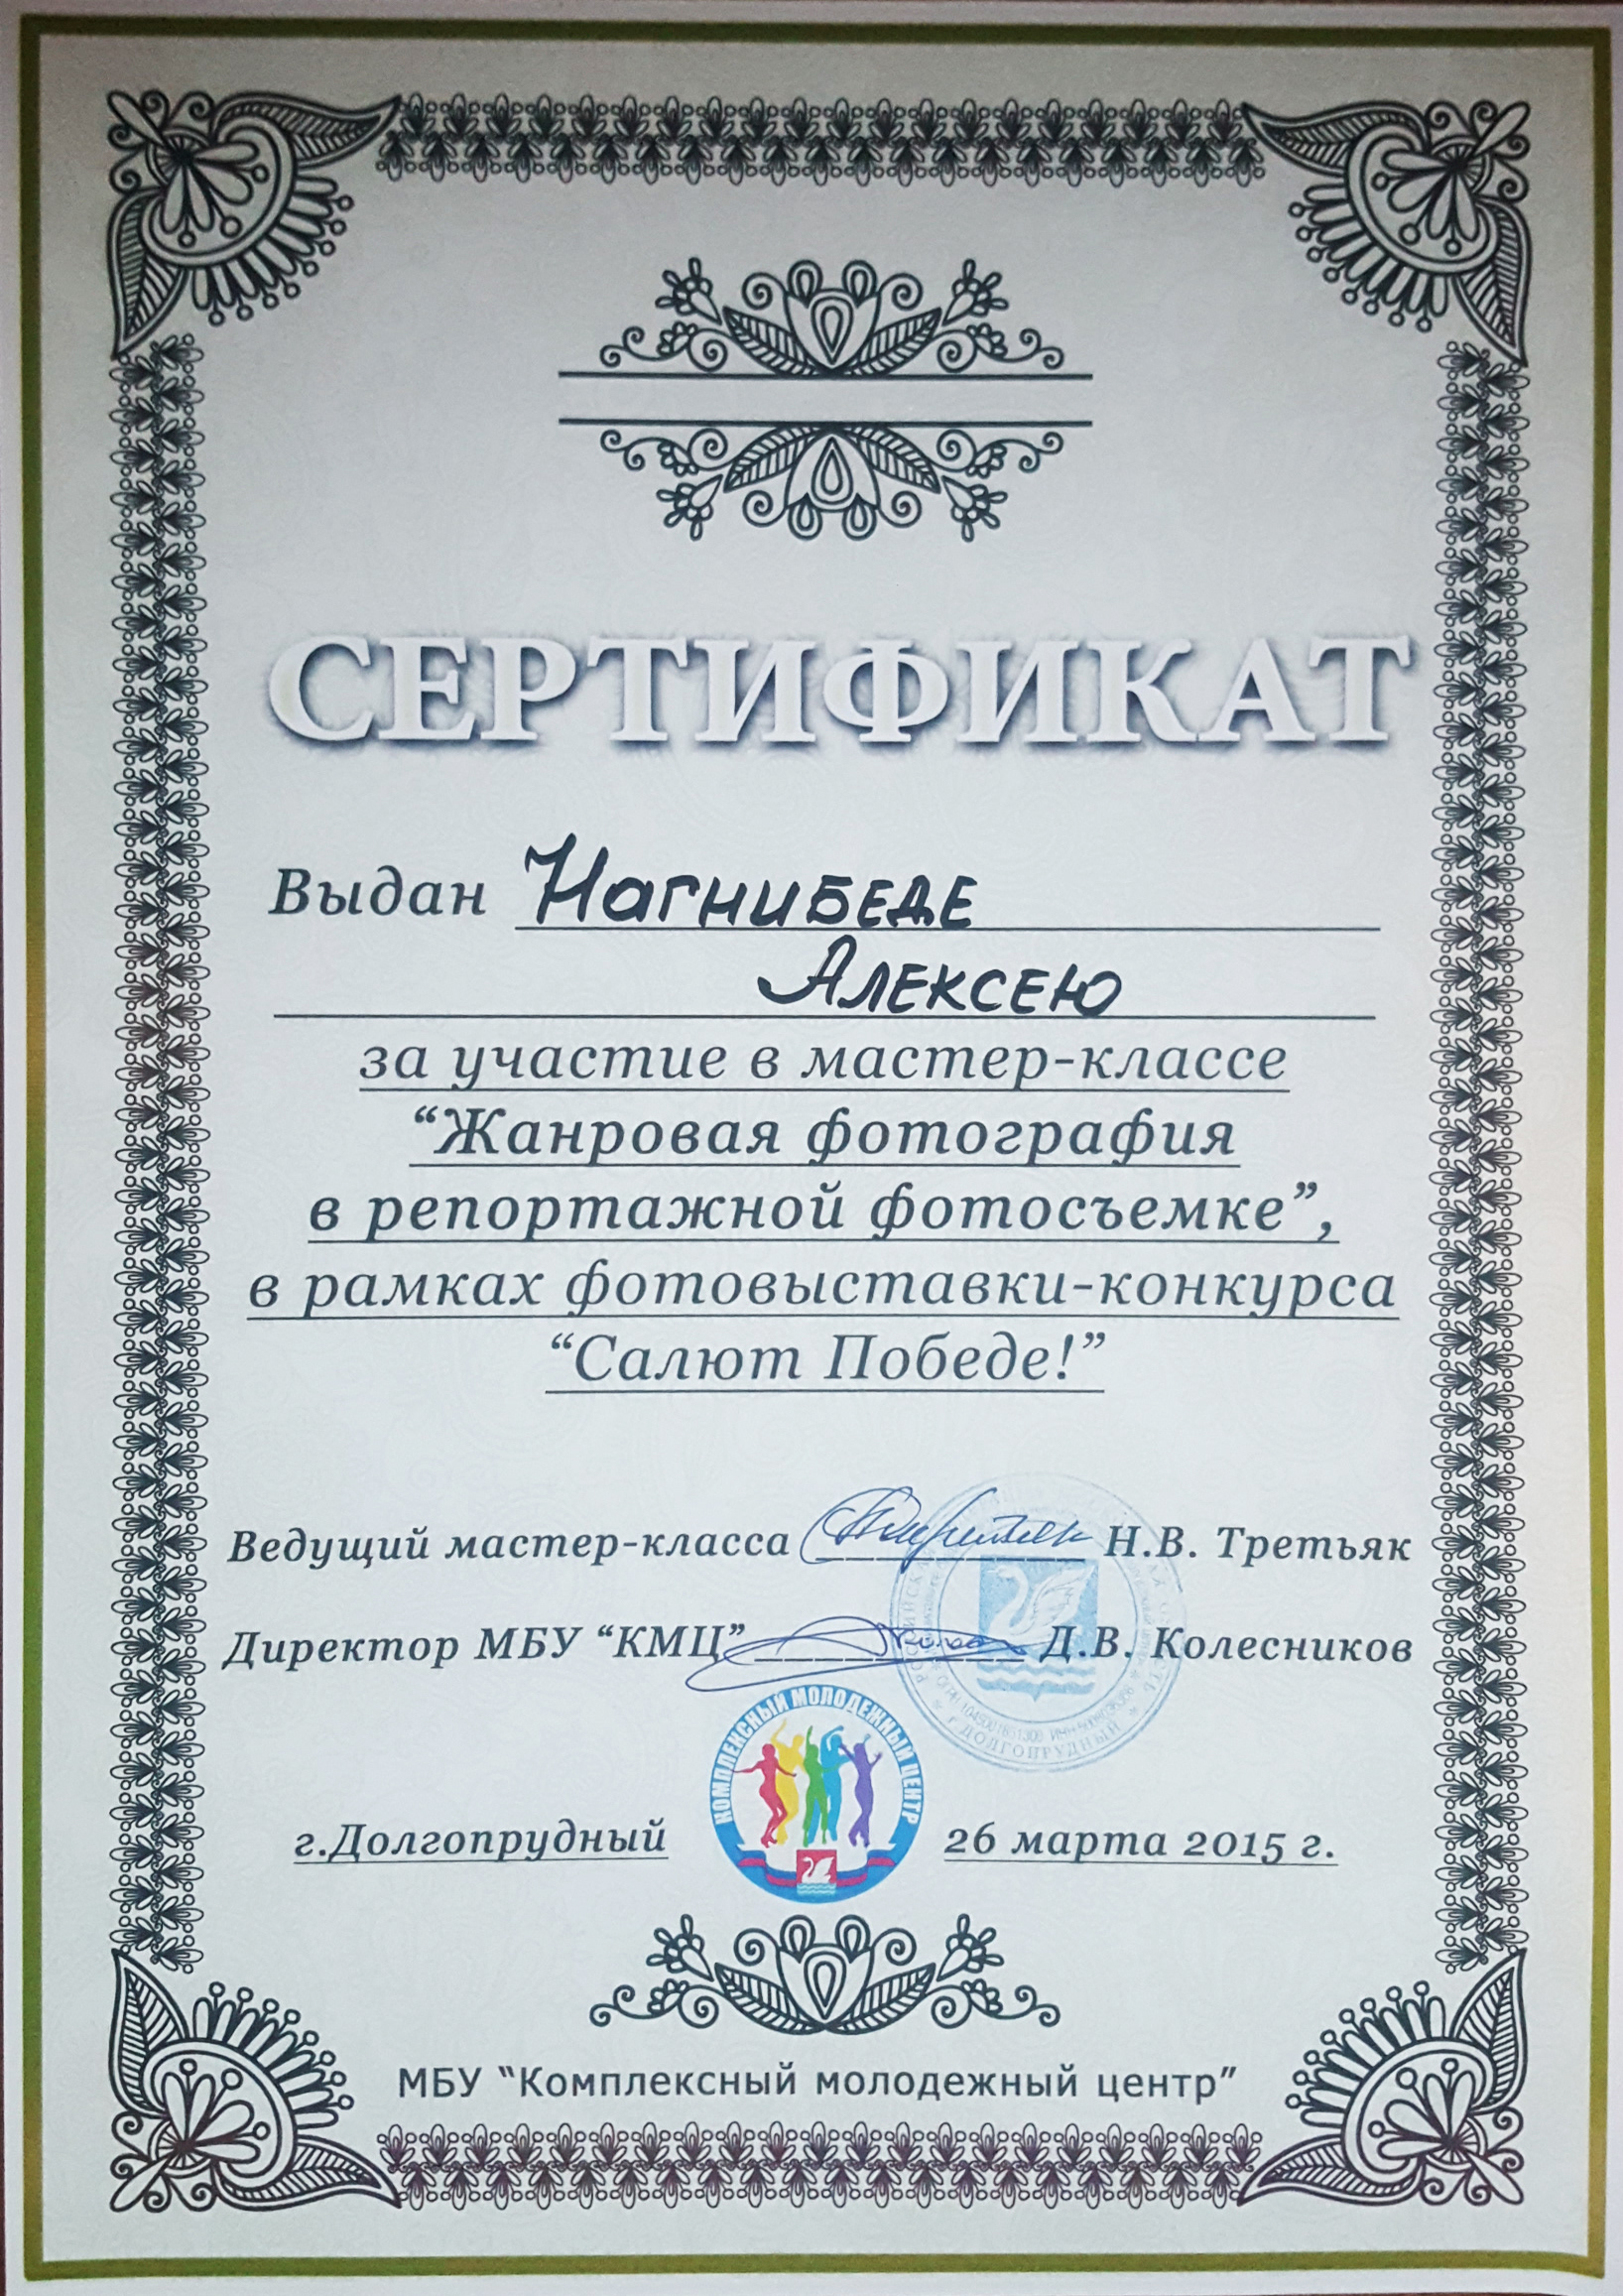 СЕРТИФИКАТ
Выдан Нагнибеде
Алексею
за участие в мастер-классе
“Жанровая фотография
в репортажной фотосъемке”,
в рамках фотовыставки-конкурса
“Салют Победе!”
Ведущий мастер-класса Н.В. Третьяк
Директор МБУ “КМЦ” Д.В. Колесников
г. ДОЛГОПРУДНЫЙ
КОМПЛЕКСНЫЙ МОЛОДЕЖНЫЙ ЦЕНТР
г.Долгопрудный 26 марта 2015 г.
МБУ “Комплексный молодежный центр”